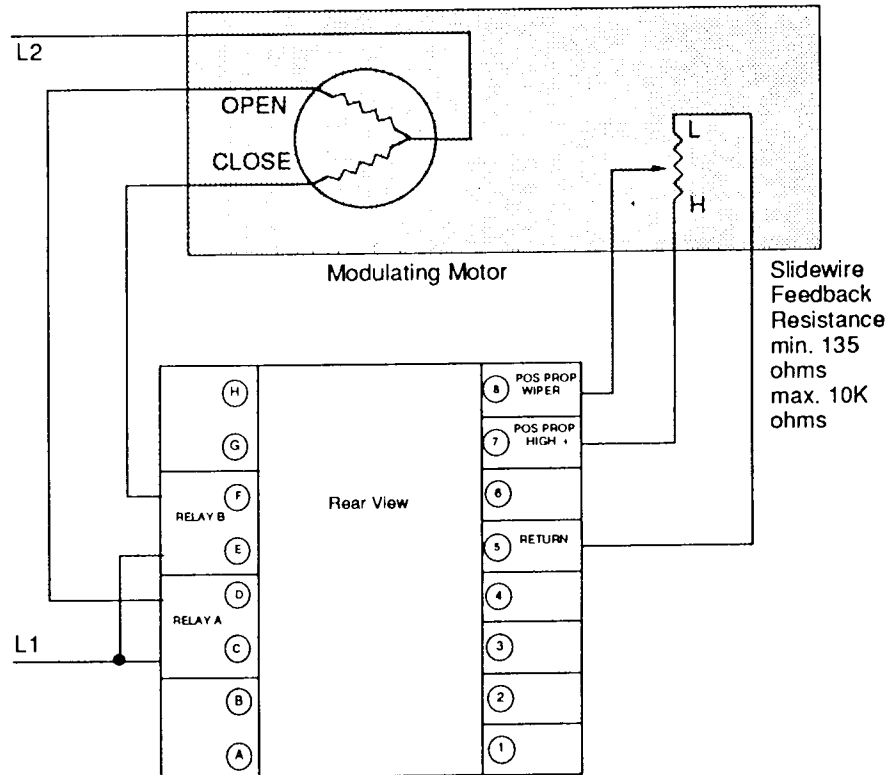 L2
OPEN
CLOSE
L
H
Modulating Motor
Slidewire
Feedback
Resistance
min. 135
ohms
max. 10K
ohms
H
G
F
RELAY B
E
D
RELAY A
C
B
A
L1
Rear View
8 POS PROP
WIPER
7 POS PROP
HIGH +
6
5 RETURN
4
3
2
1